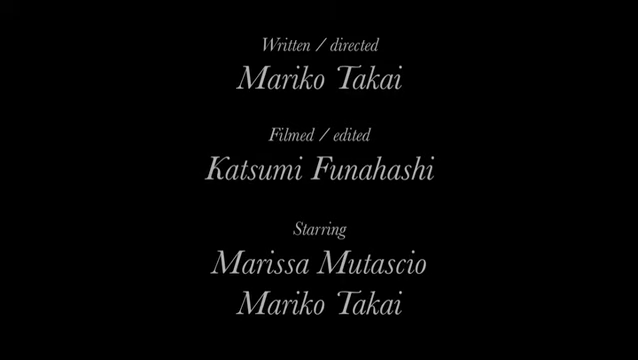 Written / directed
Mariko Takai
Filmed / edited
Katsumi Funahashi
Starring
Marissa Mutascio
Mariko Takai